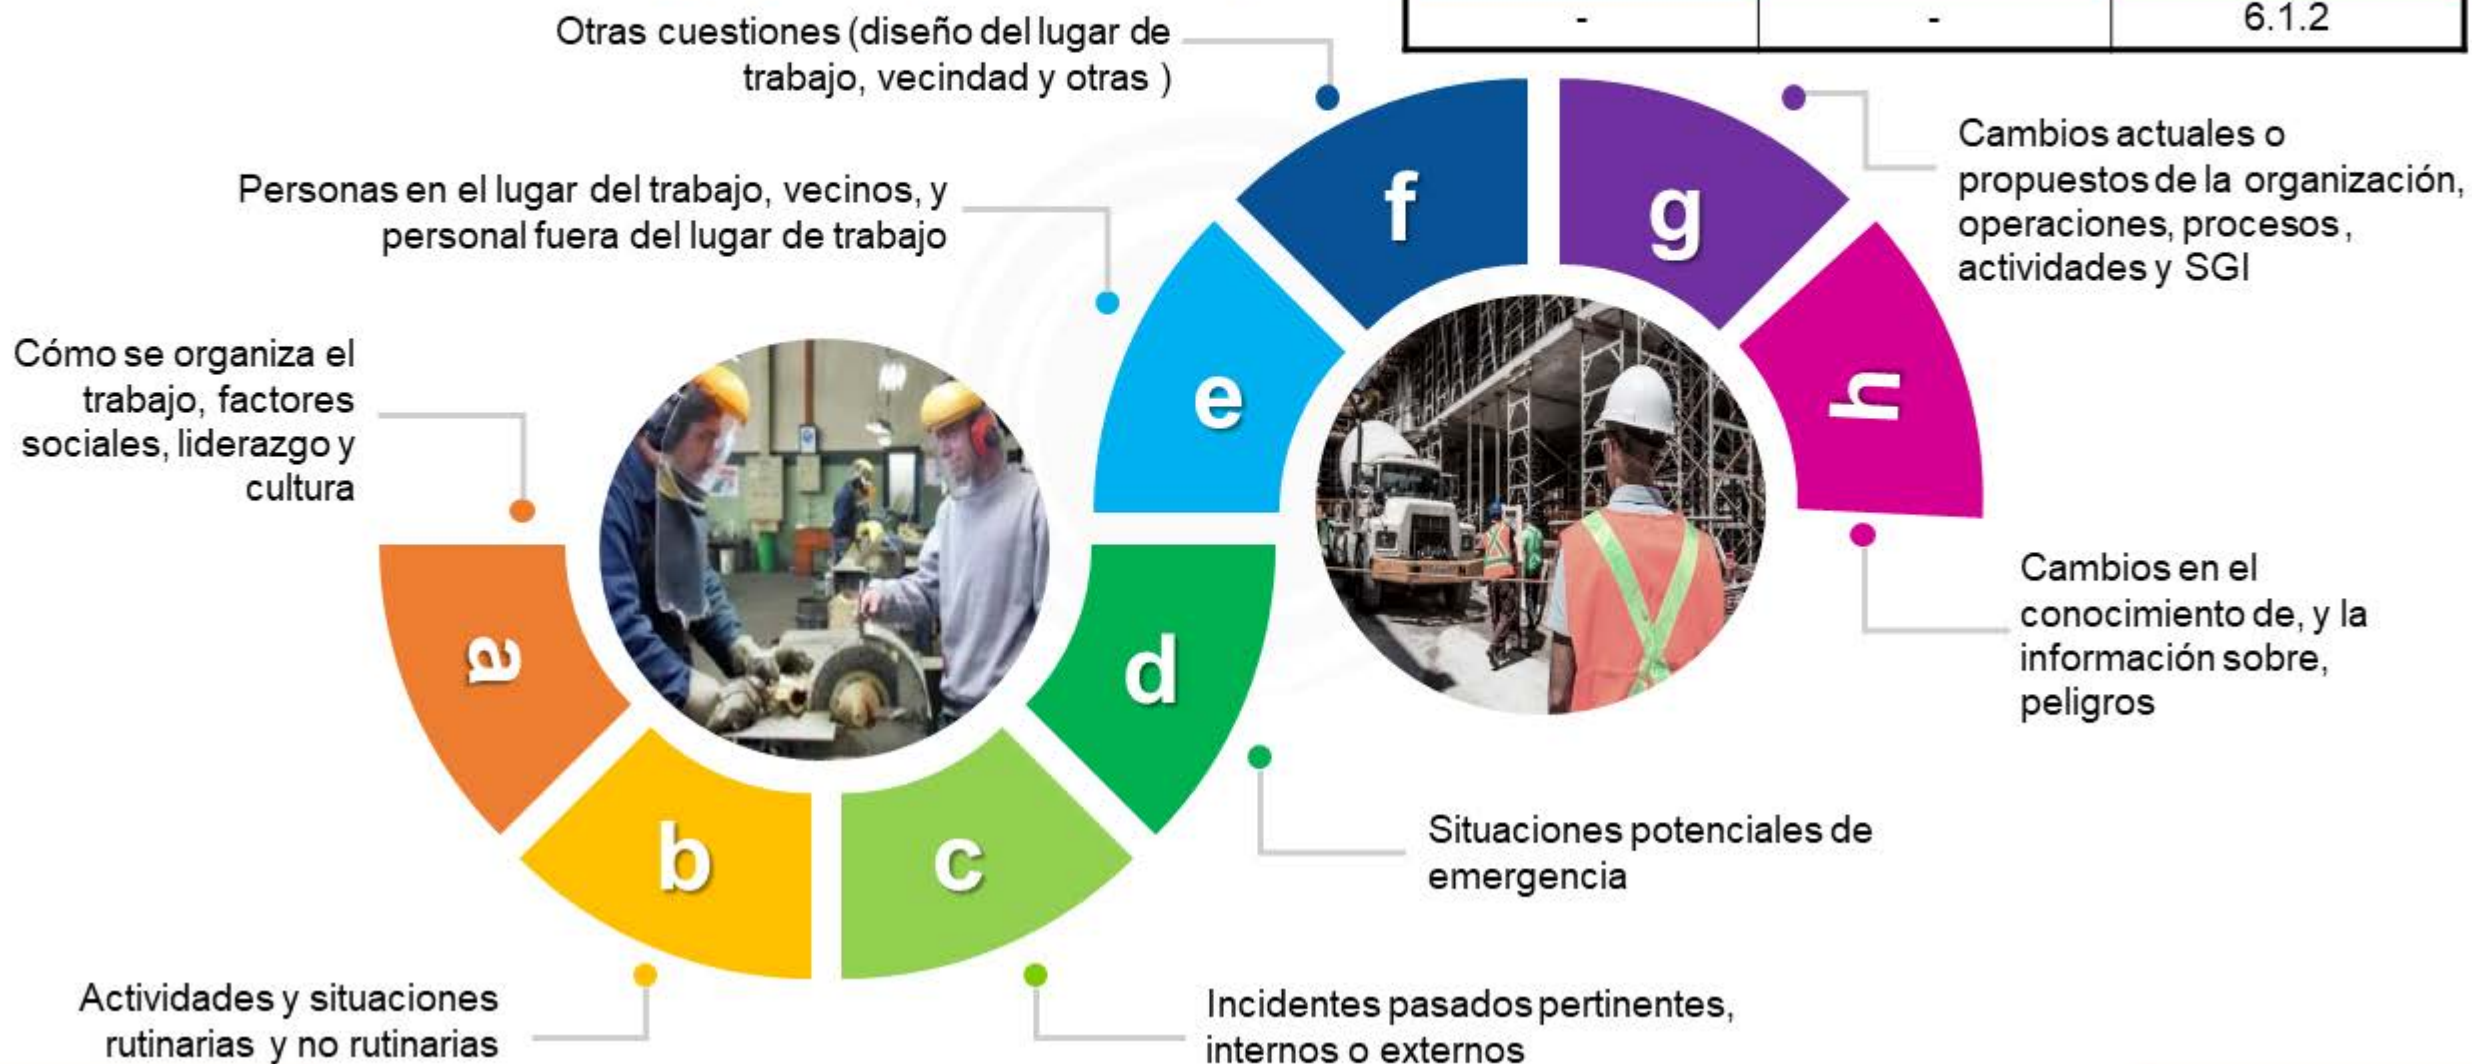 - - 6.1.2
Otras cuestiones (diseño del lugar de
trabajo, vecindad y otras )
Personas en el lugar del trabajo, vecinos, y
personal fuera del lugar de trabajo
Cómo se organiza el
trabajo, factores
sociales, liderazgo y
cultura
Cambios actuales o
propuestos de la organización,
operaciones, procesos,
actividades y SGI
f
g
e
h
a
d
b
c
Cambios en el
conocimiento de, y la
información sobre,
peligros
Situaciones potenciales de
emergencia
Actividades y situaciones
rutinarias y no rutinarias
Incidentes pasados pertinentes,
internos o externos